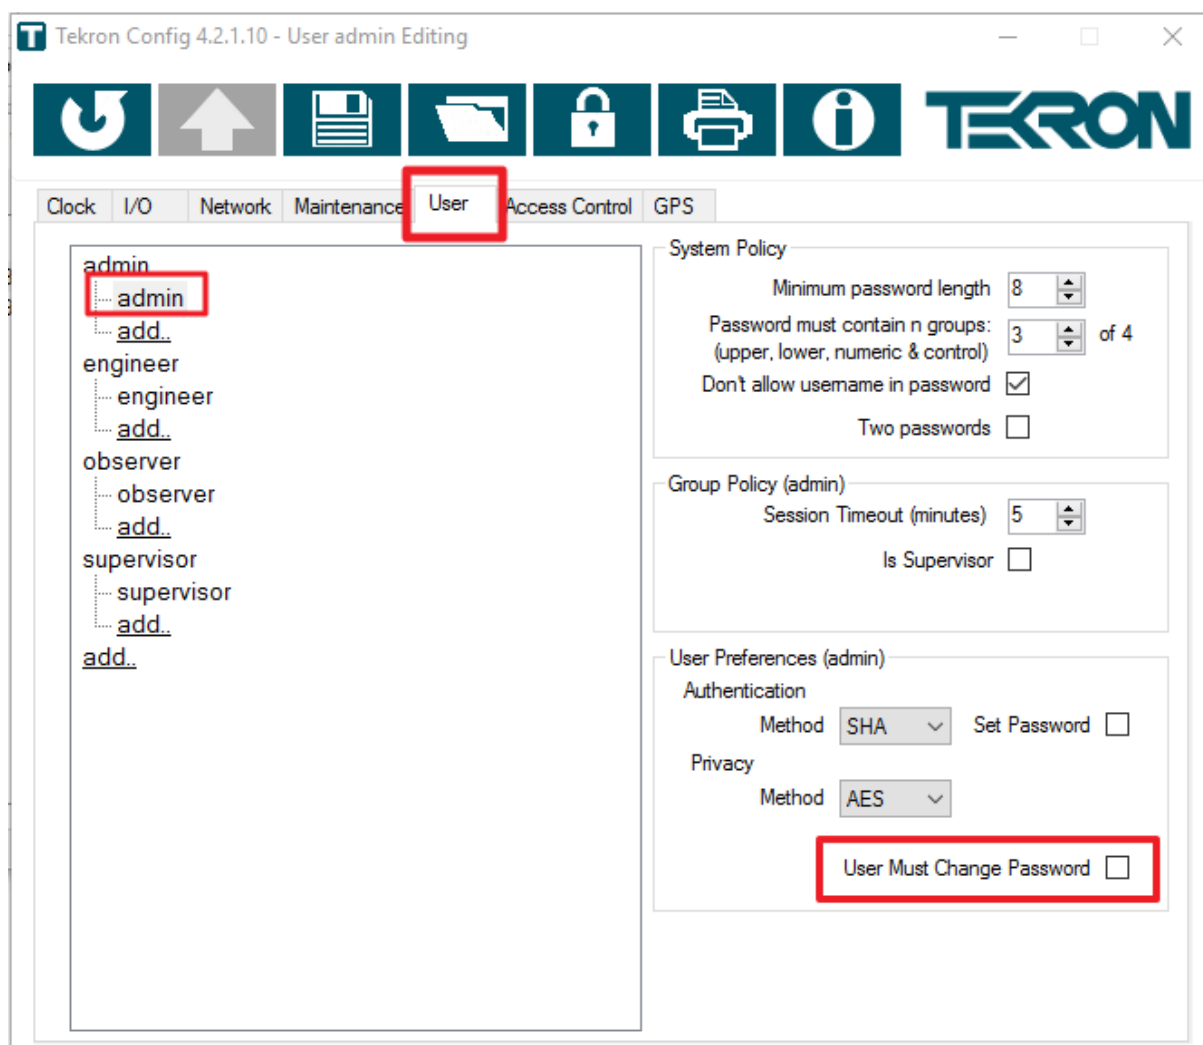 Tekron Config 4.2.1.10 - User admin Editing
TEKRON
Clock I/O Network Maintenance User Access Control GPS
admin
admin
add..
engineer
engineer
add..
observer
observer
add..
supervisor
supervisor
add..
add..
System Policy
Minimum password length 8
Password must contain n groups: 3 of 4
(upper, lower, numeric & control)
Don't allow username in password
Two passwords
Group Policy (admin)
Session Timeout (minutes) 5
Is Supervisor
User Preferences (admin)
Authentication
Method SHA Set Password
Privacy
Method AES
User Must Change Password